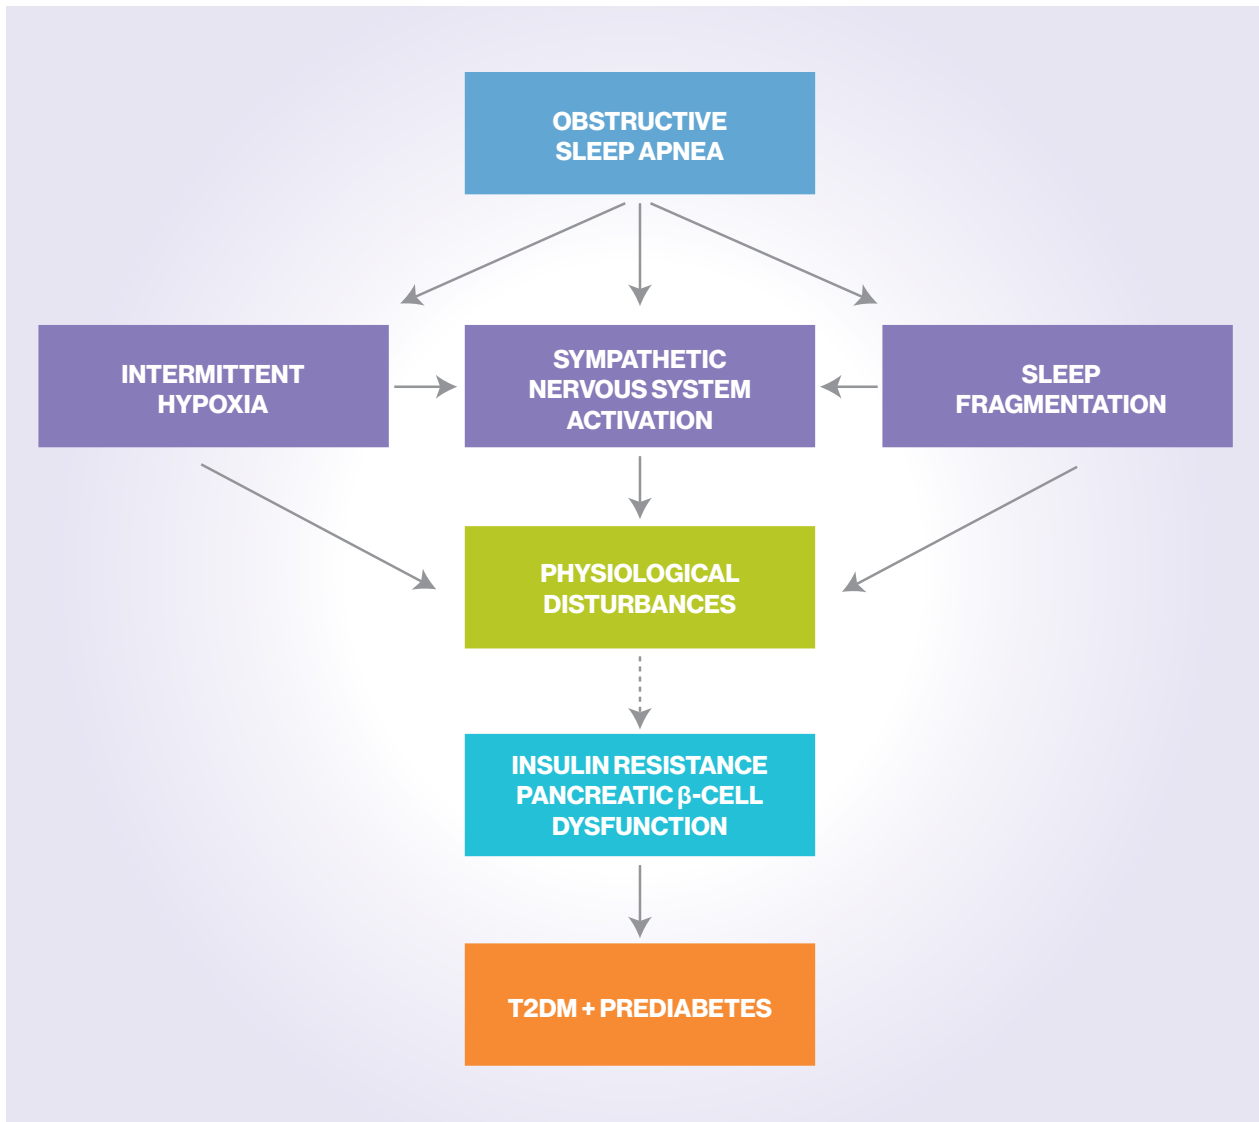 OBSTRUCTIVE
SLEEP APNEA
INTERMITTENT
HYPOXIA
SYMPATHETIC
NERVOUS SYSTEM
ACTIVATION
SLEEP
FRAGMENTATION
PHYSIOLOGICAL
DISTURBANCES
INSULIN RESISTANCE
PANCREATIC β-CELL
DYSFUNCTION
T2DM + PREDIABETES